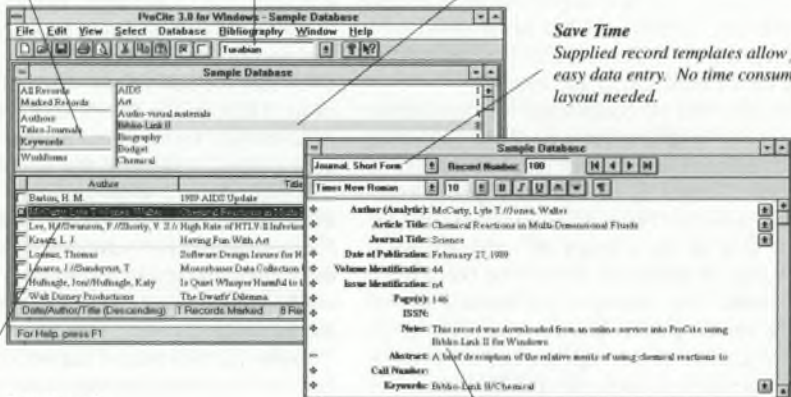 ProCite 3.0 for Windows - Sample Database
File Edit View Select Database Bibliography Window Help
Turabian
Sample Database
All Records
Marked Records
Authors
Titles/Journals
Keywords
Workforms
AIDS 1
Art 1
Audio-visual materials 4
Biblio-Link II 8
Biography
Budget
Chemical
Author Title
Barton, H. M. 1989 AIDS Update
McCarty, Lyle T.//Jones, Walter Chemical Reactions in Multi-
Lee, H.//Swanson, F.//Shorty, Y. Z.// High Rate of HTLV-II Infection
Krantz, L. J. Having Fun With Art
Lorenz, Thomas Software Design Issues for H
Linares, J.//Sundqvist, T. Moessbauer Data Collection
Hufnagle, Jon//Hufnagle, Katy Is Quiet Whisper Harmful to
Walt Disney Productions The Dwarfs' Dilemma
Date/Author/Title (Descending) 1 Records Marked 8 Rec
For Help, press F1
Save Time
Supplied record templates allow
easy data entry. No time consum
layout needed.
Sample Database
Journal, Short Form Record Number: 100
Times New Roman 10 B I U
Author (Analytic): McCarty, Lyle T.//Jones, Walter
Article Title: Chemical Reactions in Multi-Dimensional Fluids
Journal Title: Science
Date of Publication: February 27, 1989
Volume Identification: 44
Issue Identification: n4
Page(s): 146
ISSN:
Notes: This record was downloaded from an online service into ProCite using
Biblio-Link II for Windows
Abstract: A brief description of the relative merits of using chemical reactions to
Call Number:
Keywords: Biblio-Link II/Chemical